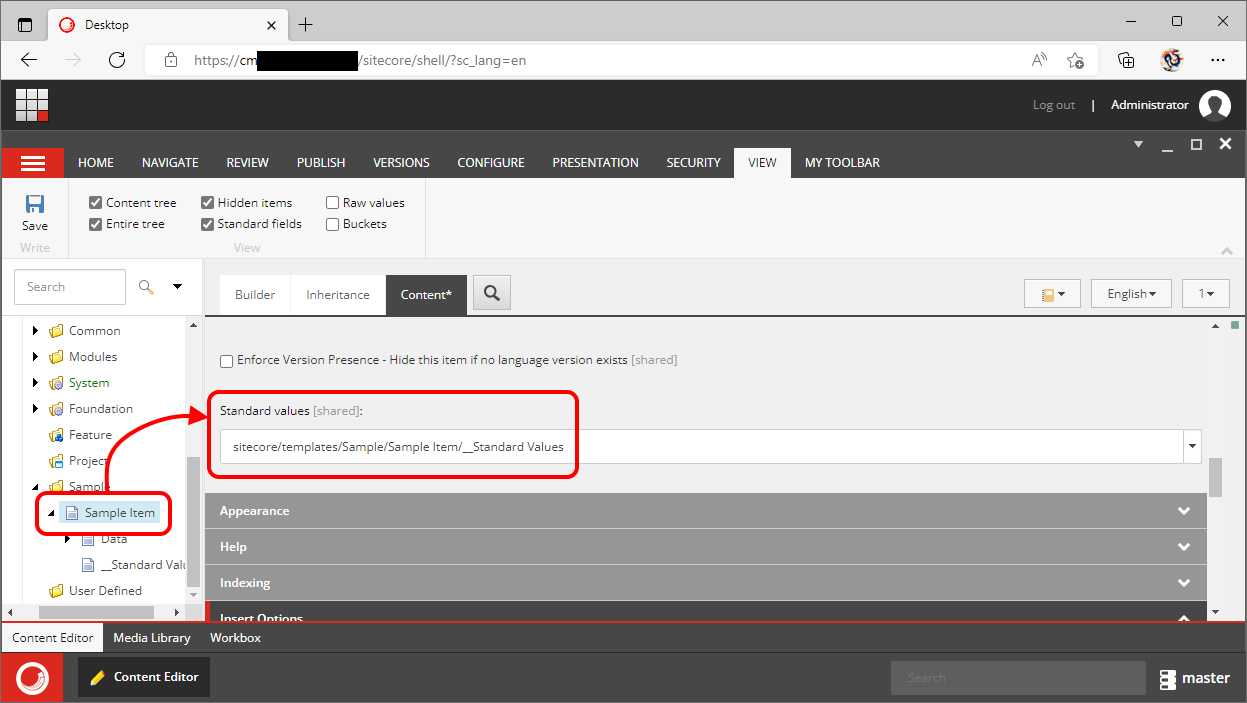 Desktop
https://cm /sitecore/shell/?sc_lang=en
Log out | Administrator
HOME NAVIGATE REVIEW PUBLISH VERSIONS CONFIGURE PRESENTATION SECURITY VIEW MY TOOLBAR
Content tree Hidden items Raw values
Save Entire tree Standard fields Buckets
Write View
Search Builder Inheritance Content* English 1
Common
Modules
System
Foundation
Feature
Project
Sample
Sample Item
Data
__Standard Valu
User Defined
Enforce Version Presence - Hide this item if no language version exists [shared]
Standard values [shared]:
sitecore/templates/Sample/Sample Item/__Standard Values
Appearance
Help
Indexing
Insert Options
Content Editor Media Library Workbox
Content Editor Search master